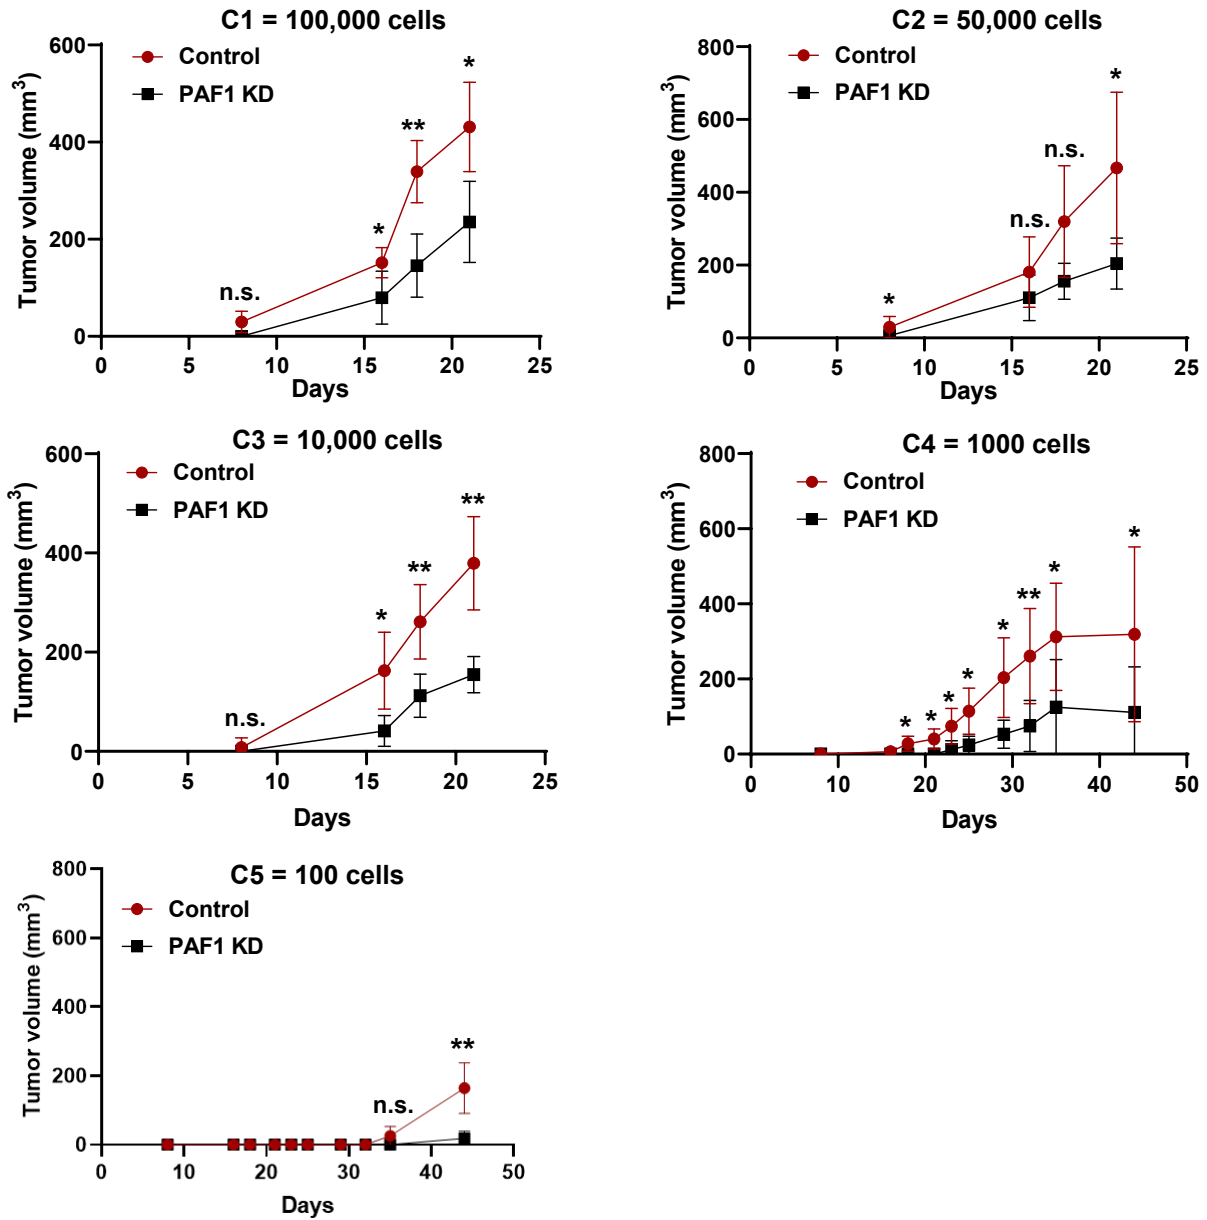 C1 = 100,000 cells
Control
PAF1 KD
Tumor volume (mm³)
600
400
200
0
0 5 10 15 20 25
Days
n.s.
*
**
*
C2 = 50,000 cells
Control
PAF1 KD
Tumor volume (mm³)
800
600
400
200
0
0 5 10 15 20 25
Days
*
n.s.
n.s.
*
C3 = 10,000 cells
Control
PAF1 KD
Tumor volume (mm³)
600
400
200
0
0 5 10 15 20 25
Days
n.s.
*
**
**
C4 = 1000 cells
Control
PAF1 KD
Tumor volume (mm³)
800
600
400
200
0
0 10 20 30 40 50
Days
*
*
*
*
*
**
*
*
C5 = 100 cells
Control
PAF1 KD
Tumor volume (mm³)
800
600
400
200
0
0 10 20 30 40 50
Days
n.s.
**